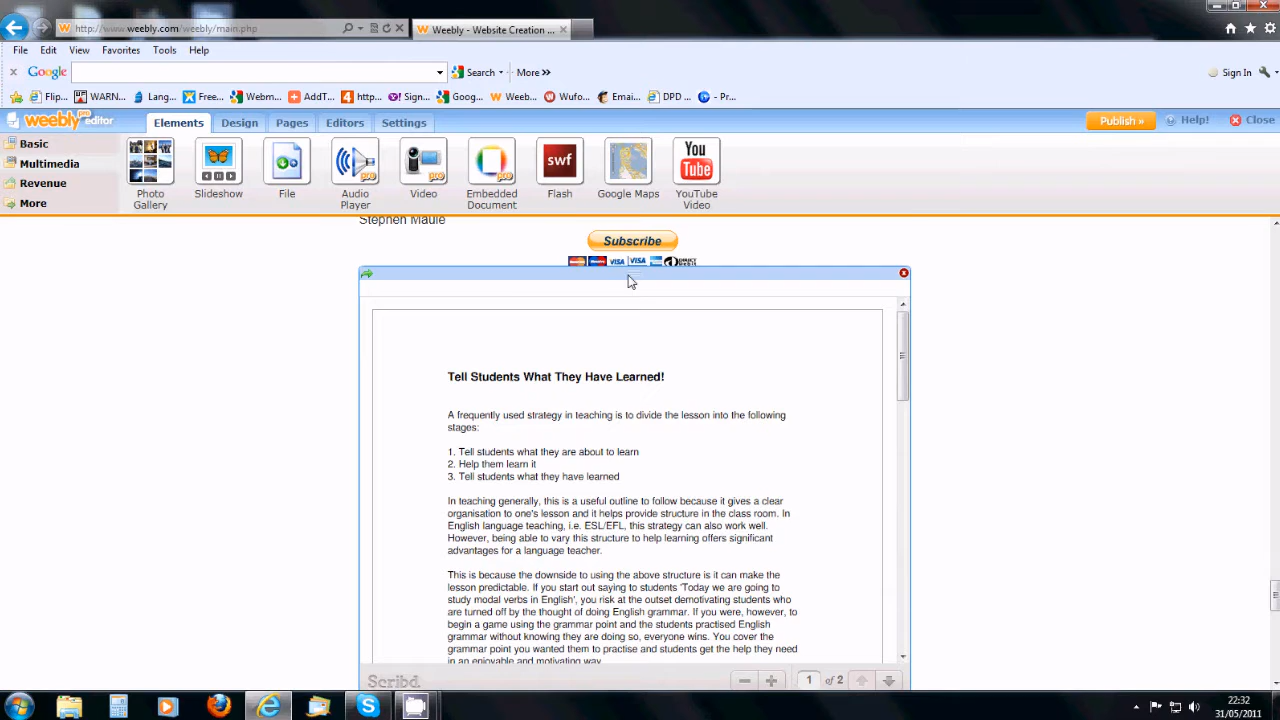 http://www.weebly.com/weebly/main.php
Weebly - Website Creation ...
File Edit View Favorites Tools Help
Google Search More Sign In
Flip... WARN... Lang... Free... Webm... AddT... http... Sign... Goog... Weeb... Wufo... Emai... DPD ... - Pr...
weebly pro editor Elements Design Pages Editors Settings Publish » Help! Close
Basic
Multimedia
Revenue
More
Photo Gallery
Slideshow
File
Audio Player
Video
Embedded Document
swf
Flash
Google Maps
You Tube
YouTube Video
Stephen Maule
Subscribe
Tell Students What They Have Learned!
A frequently used strategy in teaching is to divide the lesson into the following
stages:
1. Tell students what they are about to learn
2. Help them learn it
3. Tell students what they have learned
In teaching generally, this is a useful outline to follow because it gives a clear
organisation to one's lesson and it helps provide structure in the class room. In
English language teaching, i.e. ESL/EFL, this strategy can also work well.
However, being able to vary this structure to help learning offers significant
advantages for a language teacher.
This is because the downside to using the above structure is it can make the
lesson predictable. If you start out saying to students 'Today we are going to
study modal verbs in English', you risk at the outset demotivating students who
are turned off by the thought of doing English grammar. If you were, however, to
begin a game using the grammar point and the students practised English
grammar without knowing they are doing so, everyone wins. You cover the
grammar point you wanted them to practise and students get the help they need
in an enjoyable and motivating way.
Scribd.
1 of 2
22:32
31/05/2011